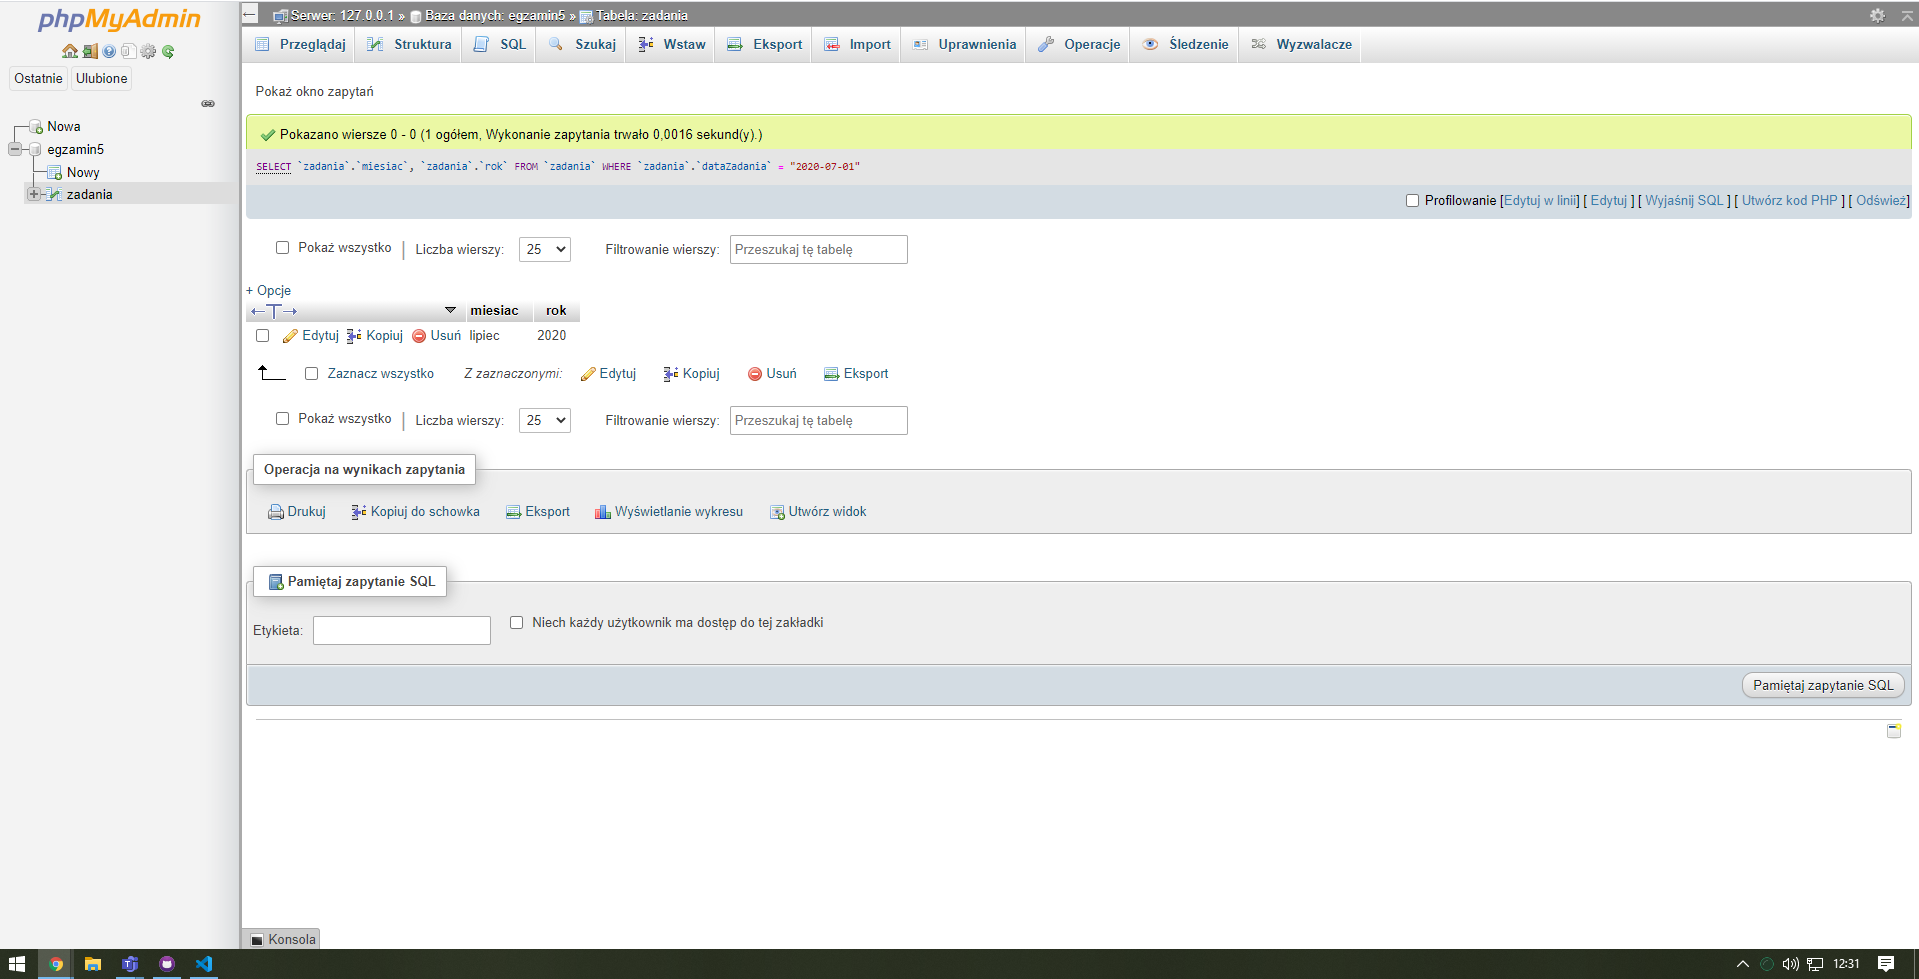 phpMyAdmin
Ostatnie Ulubione
Nowa
egzamin5
Nowy
zadania
Serwer: 127.0.0.1 » Baza danych: egzamin5 » Tabela: zadania
Przeglądaj Struktura SQL Szukaj Wstaw Eksport Import Uprawnienia Operacje Śledzenie Wyzwalacze
Pokaż okno zapytań
Pokazano wiersze 0 - 0 (1 ogółem, Wykonanie zapytania trwało 0,0016 sekund(y).)
SELECT `zadania`.`miesiac`, `zadania`.`rok` FROM `zadania` WHERE `zadania`.`dataZadania` = "2020-07-01"
Profilowanie [Edytuj w linii] [ Edytuj ] [ Wyjaśnij SQL ] [ Utwórz kod PHP ] [ Odśwież]
Pokaż wszystko | Liczba wierszy: 25 Filtrowanie wierszy: Przeszukaj tę tabelę
+ Opcje
←T→ miesiac rok
Edytuj Kopiuj Usuń lipiec 2020
Zaznacz wszystko Z zaznaczonymi: Edytuj Kopiuj Usuń Eksport
Pokaż wszystko | Liczba wierszy: 25 Filtrowanie wierszy: Przeszukaj tę tabelę
Operacja na wynikach zapytania
Drukuj Kopiuj do schowka Eksport Wyświetlanie wykresu Utwórz widok
Pamiętaj zapytanie SQL
Etykieta: Niech każdy użytkownik ma dostęp do tej zakładki
Pamiętaj zapytanie SQL
Konsola
12:31